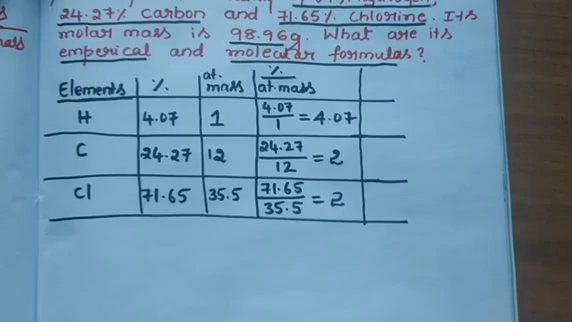 24.27% carbon and 71.65% chlorine. Its
molar mass is 98.96g. What are its
emperical and molecular formulas?
Elements % at. mass % / at. mass
H 4.07 1 4.07/1 = 4.07
C 24.27 12 24.27/12 = 2
Cl 71.65 35.5 71.65/35.5 = 2